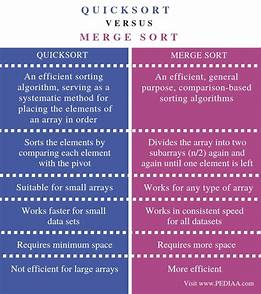 QUICKSORT
VERSUS
MERGE SORT
QUICKSORT
An efficient sorting
algorithm, serving as a
systematic method for
placing the elements of
an array in order
Sorts the elements by
comparing each element
with the pivot
Suitable for small arrays
Works faster for small
data sets
Requires minimum space
Not efficient for large arrays
MERGE SORT
An efficient, general
purpose, comparison-based
sorting algorithms
Divides the array into two
subarrays (n/2) again and
again until one element is left
Works for any type of array
Works in consistent speed
for all datasets
Requires more space
More efficient
Visit www.PEDIAA.com